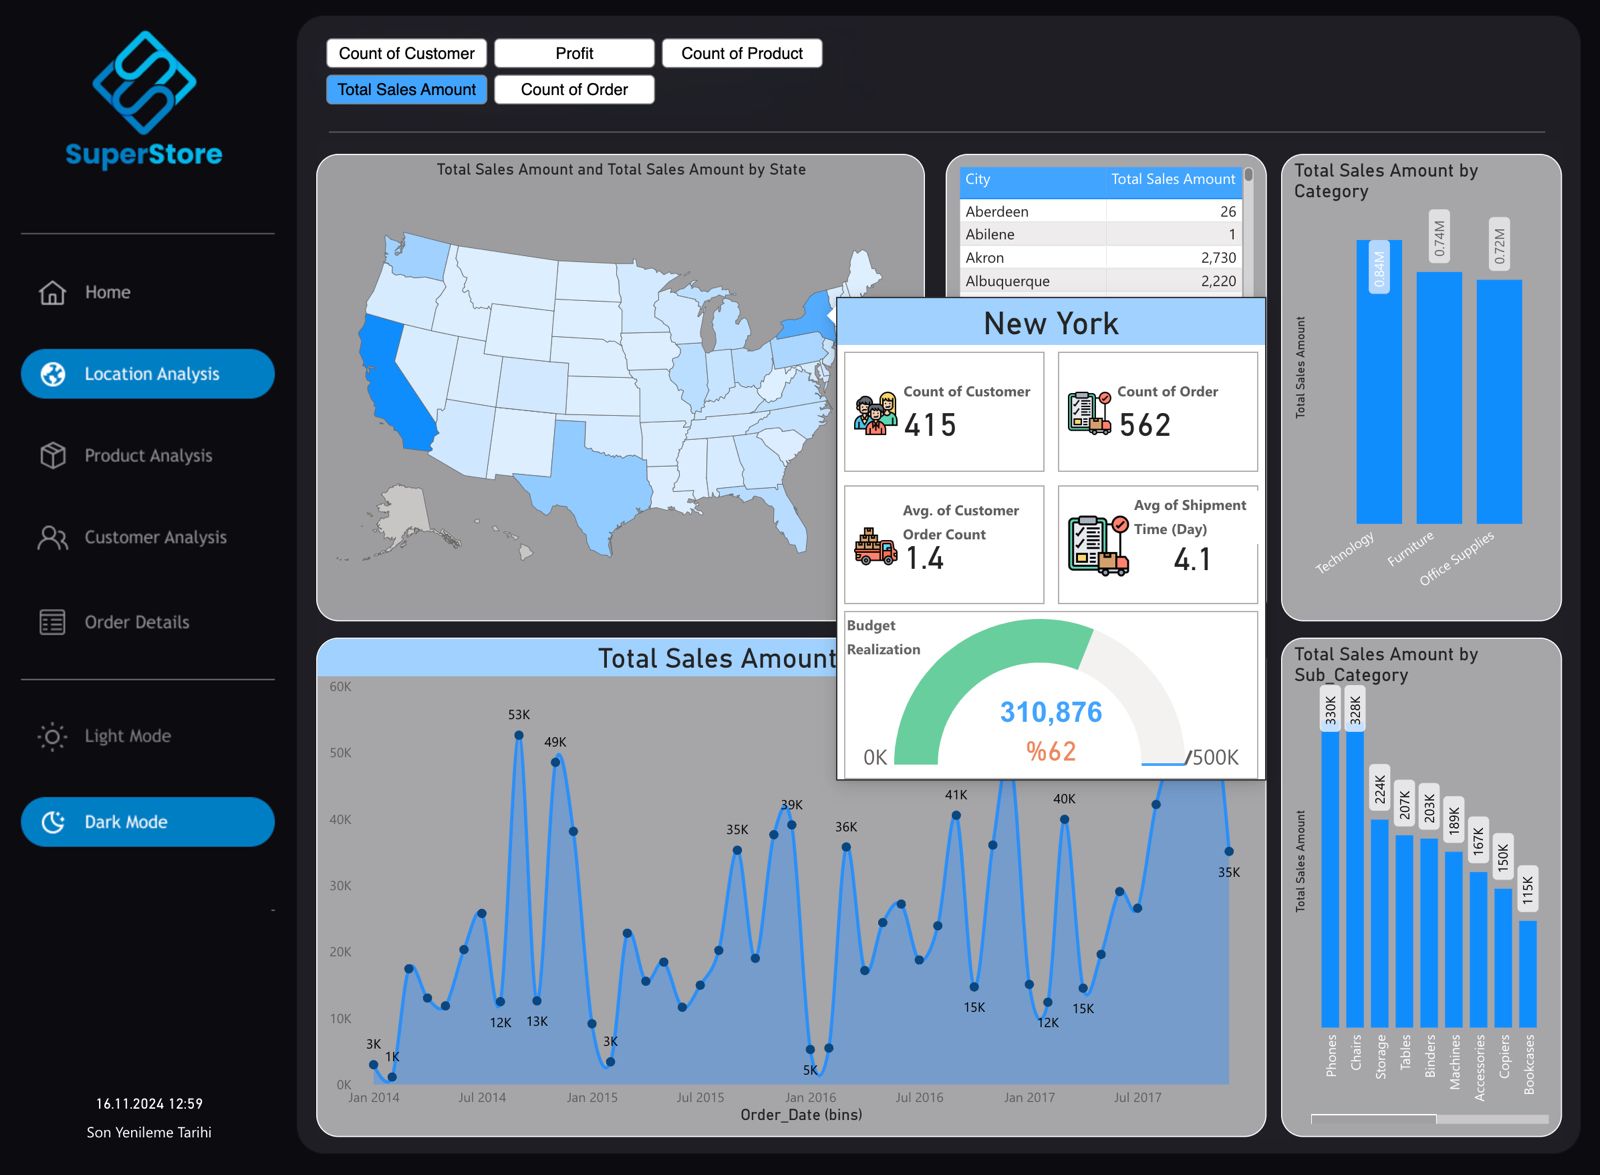 SuperStore
Home
Location Analysis
Product Analysis
Customer Analysis
Order Details
Light Mode
Dark Mode
-
16.11.2024 12:59
Son Yenileme Tarihi
Count of Customer
Profit
Count of Product
Total Sales Amount
Count of Order
Total Sales Amount and Total Sales Amount by State
City Total Sales Amount
Aberdeen 26
Abilene 1
Akron 2,730
Albuquerque 2,220
New York
Count of Customer
415
Count of Order
562
Avg. of Customer
Order Count
1.4
Avg of Shipment
Time (Day)
4.1
Budget
Realization
310,876
%62
0K
/500K
Total Sales Amount by
Category
Total Sales Amount
0.84M
0.74M
0.72M
Technology
Furniture
Office Supplies
Total Sales Amount
60K
50K
40K
30K
20K
10K
0K
3K
1K
12K
53K
13K
49K
3K
35K
39K
5K
36K
41K
15K
12K
40K
15K
35K
Jan 2014
Jul 2014
Jan 2015
Jul 2015
Jan 2016
Jul 2016
Jan 2017
Jul 2017
Order_Date (bins)
Total Sales Amount by
Sub_Category
Total Sales Amount
330K
328K
224K
207K
203K
189K
167K
150K
115K
Phones
Chairs
Storage
Tables
Binders
Machines
Accessories
Copiers
Bookcases